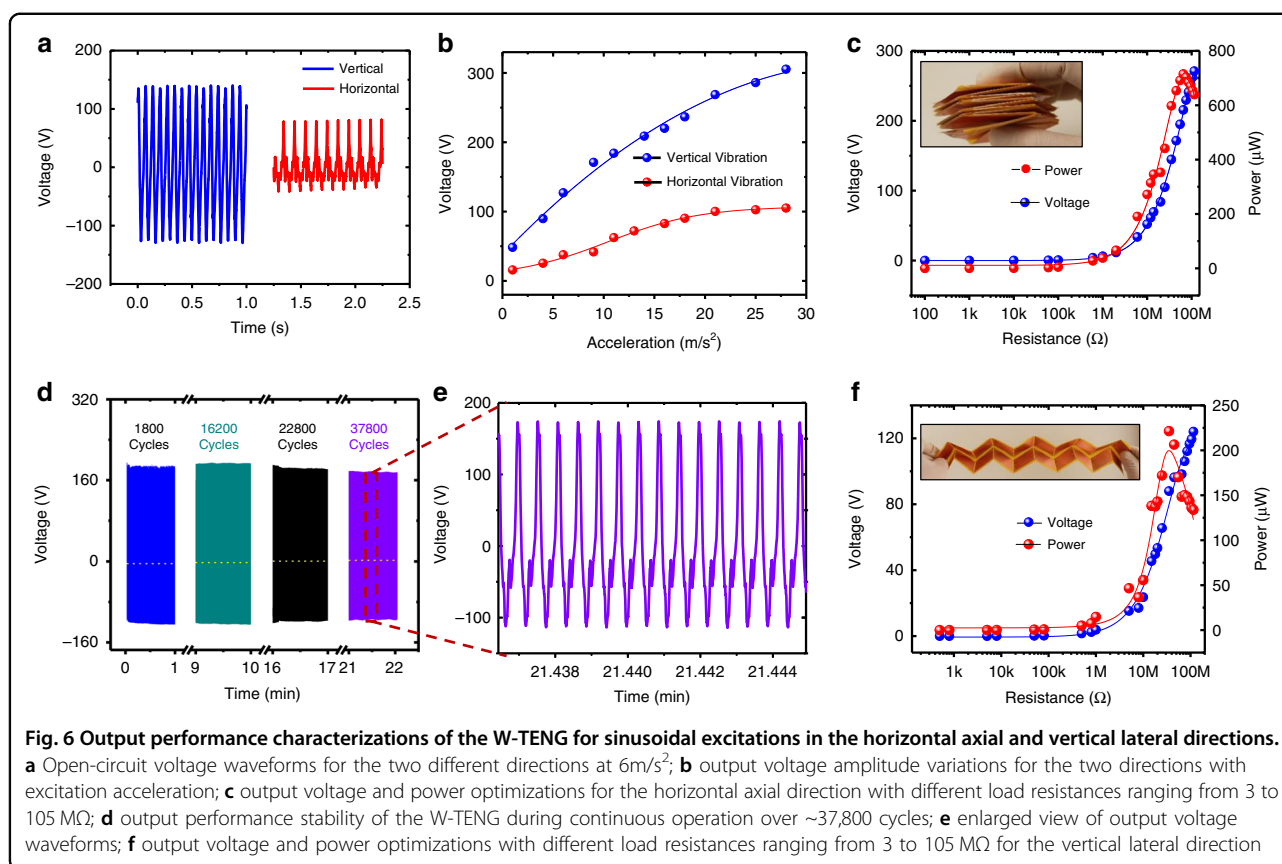 a
200
100
0
−100
−200
Voltage (V)
Vertical
Horizontal
0.0 0.5 1.0 1.5 2.0 2.5
Time (s)
b
300
200
100
0
Voltage (V)
Vertical Vibration
Horizontal Vibration
0 5 10 15 20 25 30
Acceleration (m/s²)
c
300
250
200
150
100
50
0
Voltage (V)
Power
Voltage
800
600
400
200
0
Power (µW)
100 1k 10k 100k 1M 10M 100M
Resistance (Ω)
d
320
160
0
−160
Voltage (V)
1800 Cycles
16200 Cycles
22800 Cycles
37800 Cycles
0 1 9 10 16 17 21 22
Time (min)
e
200
150
100
50
0
−50
−100
Voltage (V)
21.438 21.440 21.442 21.444
Time (min)
f
120
80
40
0
Voltage (V)
Voltage
Power
250
200
150
100
50
0
Power (µW)
1k 10k 100k 1M 10M 100M
Resistance (Ω)
Fig. 6 Output performance characterizations of the W-TENG for sinusoidal excitations in the horizontal axial and vertical lateral directions.
a Open-circuit voltage waveforms for the two different directions at 6m/s²; b output voltage amplitude variations for the two directions with
excitation acceleration; c output voltage and power optimizations for the horizontal axial direction with different load resistances ranging from 3 to
105 MΩ; d output performance stability of the W-TENG during continuous operation over ~37,800 cycles; e enlarged view of output voltage
waveforms; f output voltage and power optimizations with different load resistances ranging from 3 to 105 MΩ for the vertical lateral direction